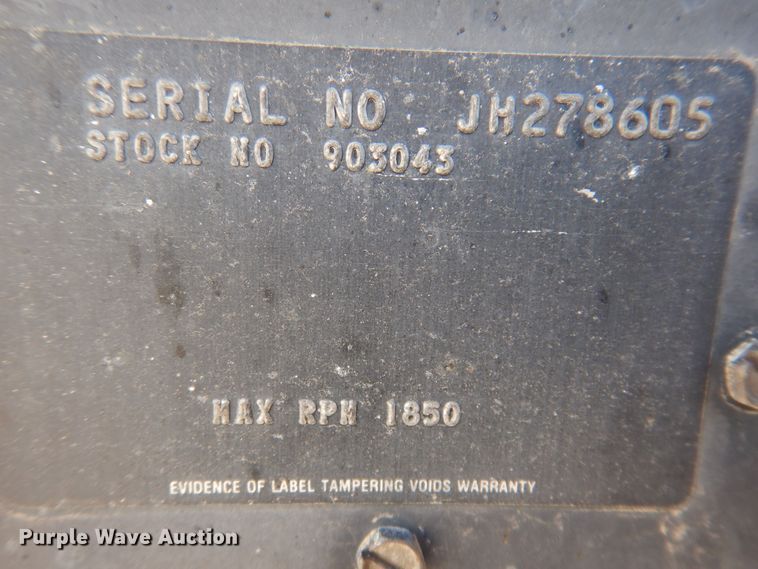 SERIAL NO JH278605
STOCK NO 903043
MAX RPM 1850
EVIDENCE OF LABEL TAMPERING VOIDS WARRANTY
Purple Wave Auction